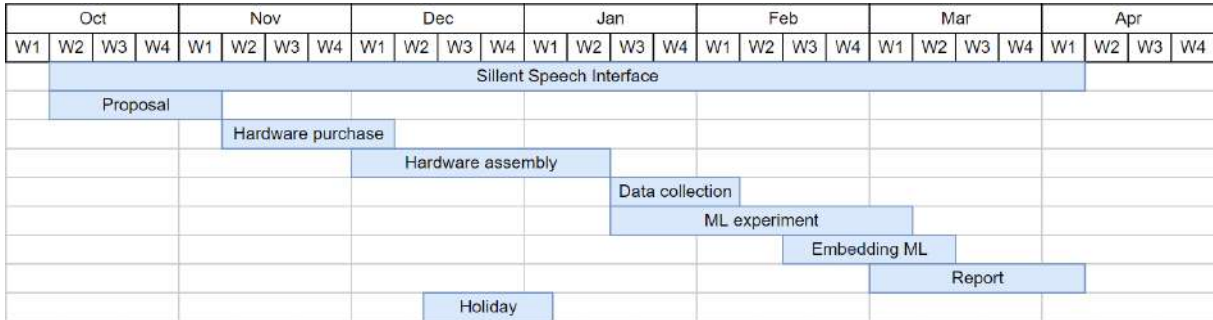 Oct Nov Dec Jan Feb Mar Apr
W1 W2 W3 W4 W1 W2 W3 W4 W1 W2 W3 W4 W1 W2 W3 W4 W1 W2 W3 W4 W1 W2 W3 W4 W1 W2 W3 W4
Sillent Speech Interface
Proposal
Hardware purchase
Hardware assembly
Data collection
ML experiment
Embedding ML
Report
Holiday